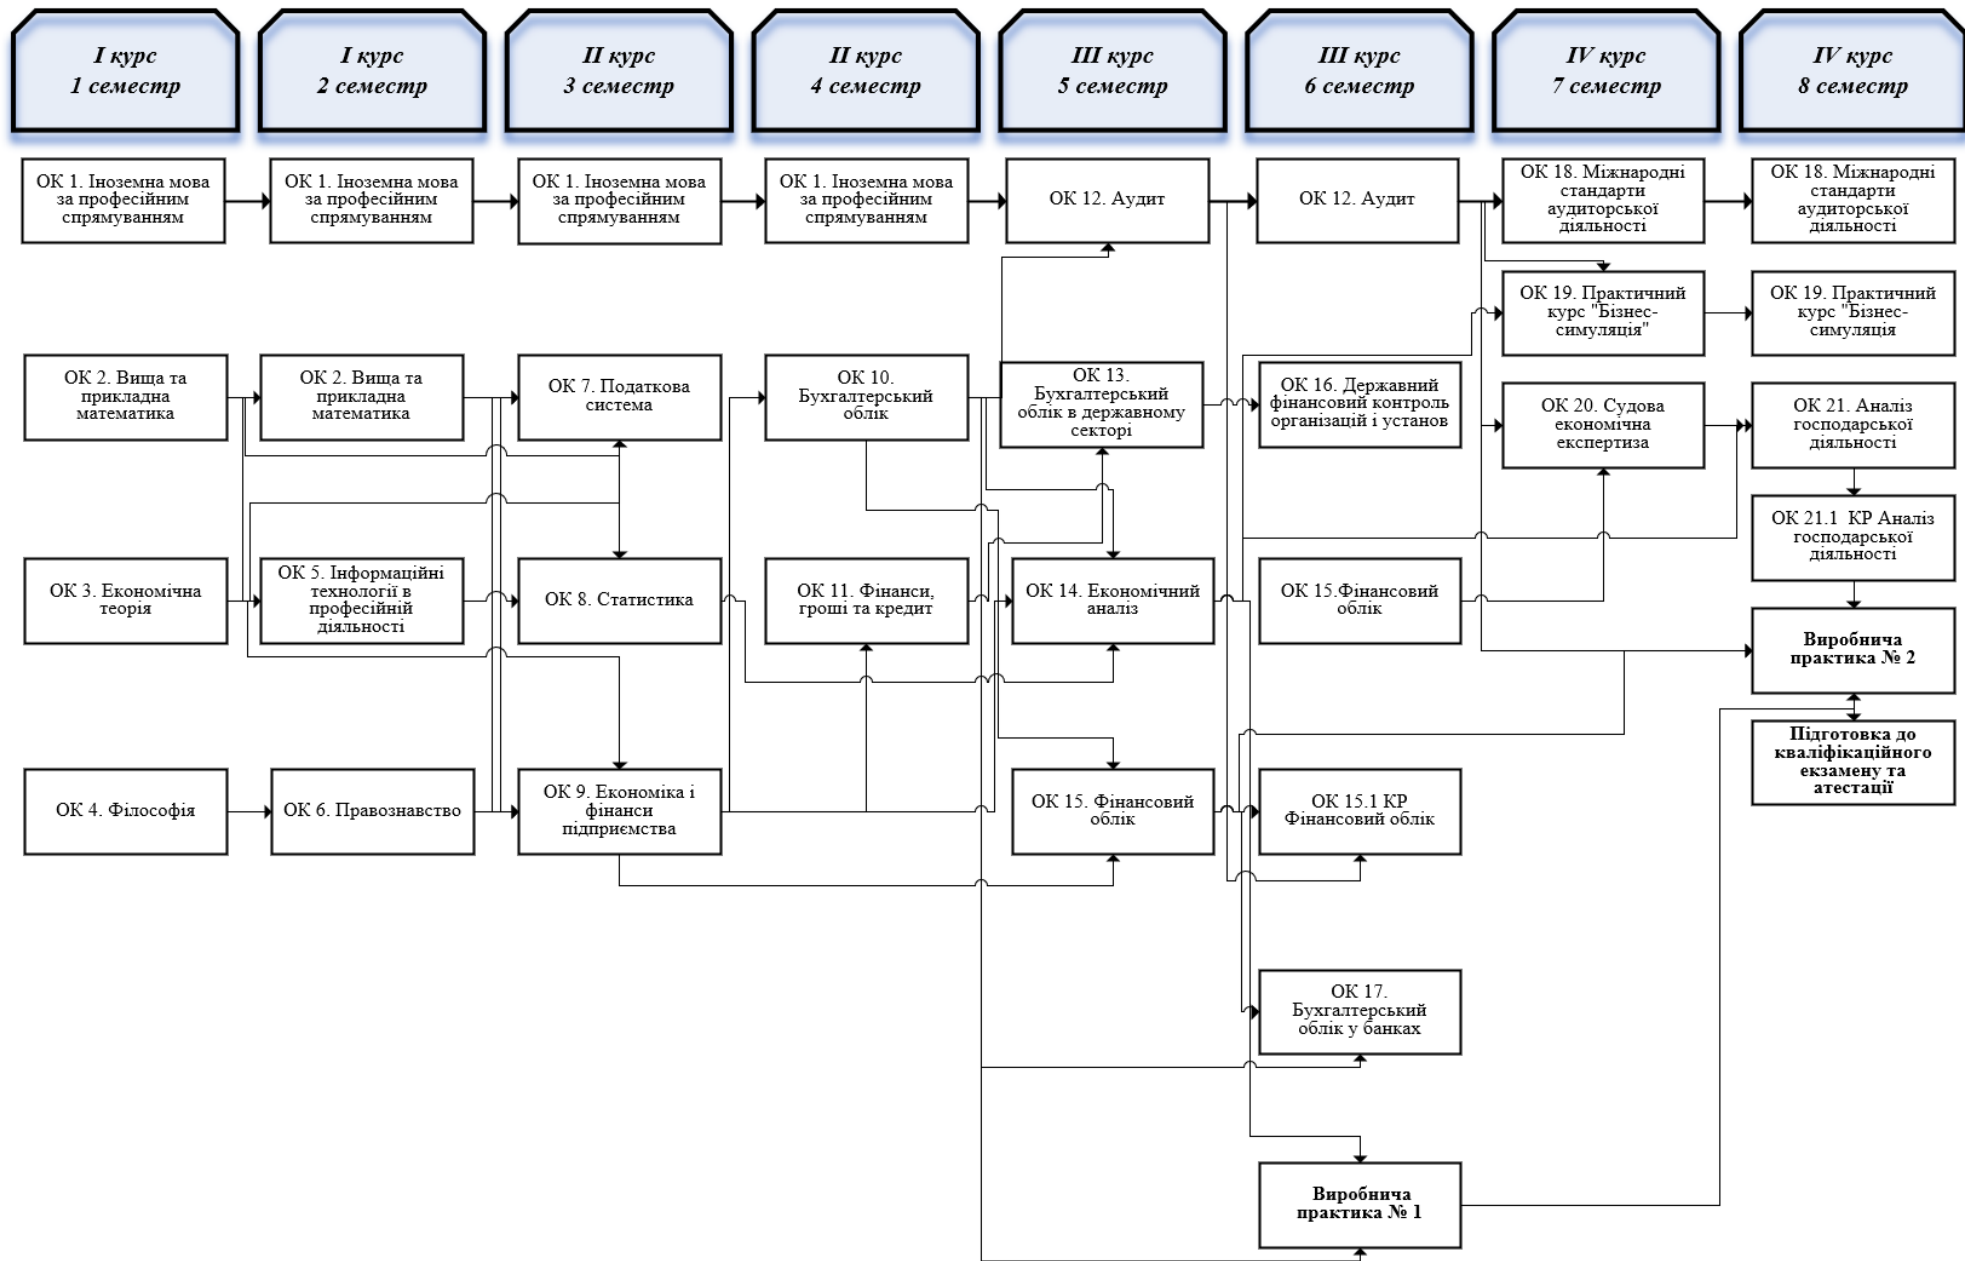 I курс
1 семестр
I курс
2 семестр
II курс
3 семестр
II курс
4 семестр
III курс
5 семестр
III курс
6 семестр
IV курс
7 семестр
IV курс
8 семестр
ОК 1. Іноземна мова
за професійним
спрямуванням
ОК 1. Іноземна мова
за професійним
спрямуванням
ОК 1. Іноземна мова
за професійним
спрямуванням
ОК 1. Іноземна мова
за професійним
спрямуванням
ОК 12. Аудит
ОК 12. Аудит
ОК 18. Міжнародні
стандарти
аудиторської
діяльності
ОК 18. Міжнародні
стандарти
аудиторської
діяльності
ОК 19. Практичний
курс "Бізнес-
симуляція"
ОК 19. Практичний
курс "Бізнес-
симуляція
ОК 2. Вища та
прикладна
математика
ОК 2. Вища та
прикладна
математика
ОК 7. Податкова
система
ОК 10.
Бухгалтерський
облік
ОК 13.
Бухгалтерський
облік в державному
секторі
ОК 16. Державний
фінансовий контроль
організацій і установ
ОК 20. Судова
економічна
експертиза
ОК 21. Аналіз
господарської
діяльності
ОК 21.1 КР Аналіз
господарської
діяльності
ОК 3. Економічна
теорія
ОК 5. Інформаційні
технології в
професійній
діяльності
ОК 8. Статистика
ОК 11. Фінанси,
гроші та кредит
ОК 14. Економічний
аналіз
ОК 15.Фінансовий
облік
Виробнича
практика № 2
Підготовка до
кваліфікаційного
екзамену та
атестації
ОК 4. Філософія
ОК 6. Правознавство
ОК 9. Економіка і
фінанси
підприємства
ОК 15. Фінансовий
облік
ОК 15.1 КР
Фінансовий облік
ОК 17.
Бухгалтерський
облік у банках
Виробнича
практика № 1